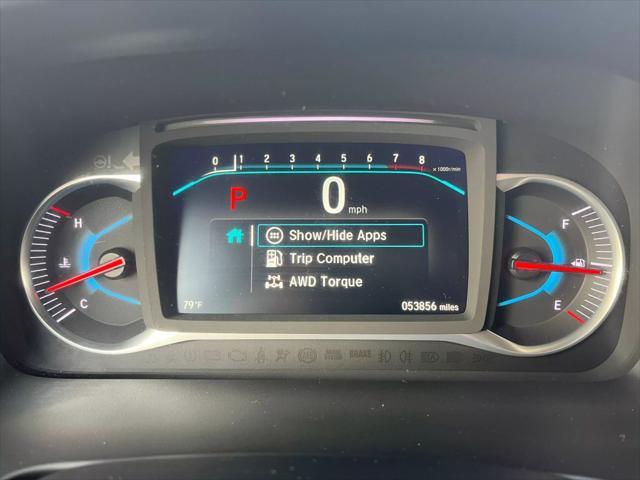 0 1 2 3 4 5 6 7 8
x 1000r/min
P
0 mph
H
F
Show/Hide Apps
Trip Computer
AWD Torque
C
E
79°F
053856 miles
BRAKE